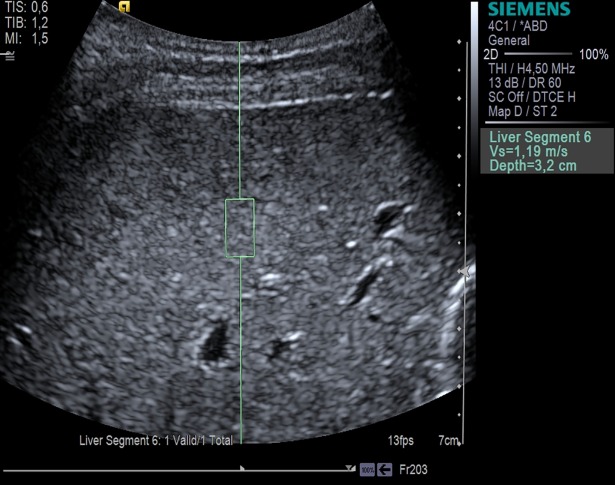 TIS: 0,6
TIB: 1,2
MI: 1,5
SIEMENS
4C1 / *ABD
General
2D 100%
THI / H4,50 MHz
13 dB / DR 60
SC Off / DTCE H
Map D / ST 2
Liver Segment 6
Vs=1,19 m/s
Depth=3,2 cm
Liver Segment 6: 1 Valid/1 Total
13fps
7cm
100%
Fr203